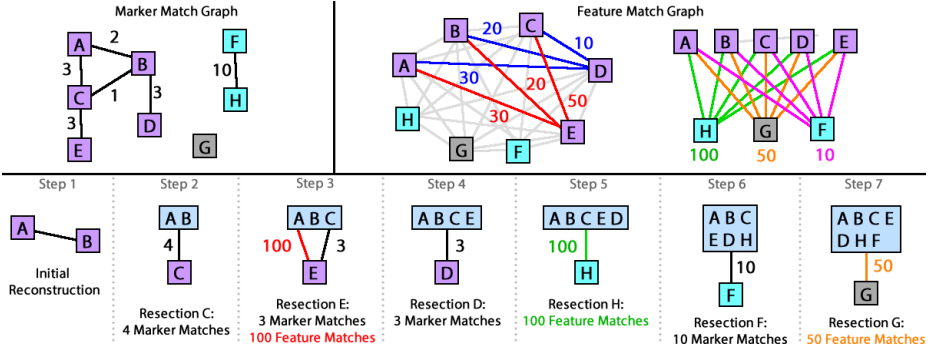 Marker Match Graph
A
2
B
3
C
1
3
3
E
D
F
10
H
G
Feature Match Graph
B
20
C
10
A
30
D
20
50
30
H
G
F
E
A B C D E
H G F
100 50 10
Step 1
A
B
Initial
Reconstruction
Step 2
A B
4
C
Resection C:
4 Marker Matches
Step 3
A B C
100 3
E
Resection E:
3 Marker Matches
100 Feature Matches
Step 4
A B C E
3
D
Resection D:
3 Marker Matches
Step 5
A B C E D
100
H
Resection H:
100 Feature Matches
Step 6
A B C
E D H
10
F
Resection F:
10 Marker Matches
Step 7
A B C E
D H F
50
G
Resection G:
50 Feature Matches